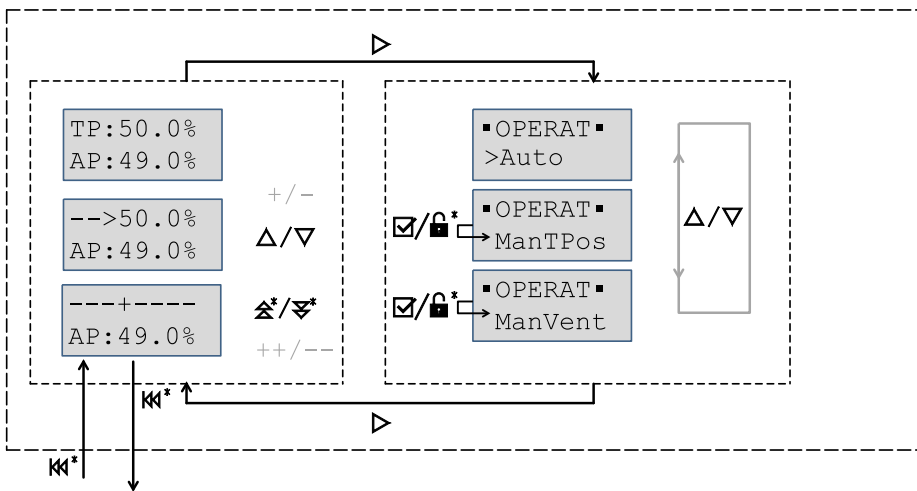 TP:50.0%
AP:49.0%
+/-
-->50.0%
AP:49.0%
△/▽
---+----
AP:49.0%
*/*
++/--
*
*
▪OPERAT▪
>Auto
▪OPERAT▪
ManTPos
/*
▪OPERAT▪
ManVent
/*
△/▽